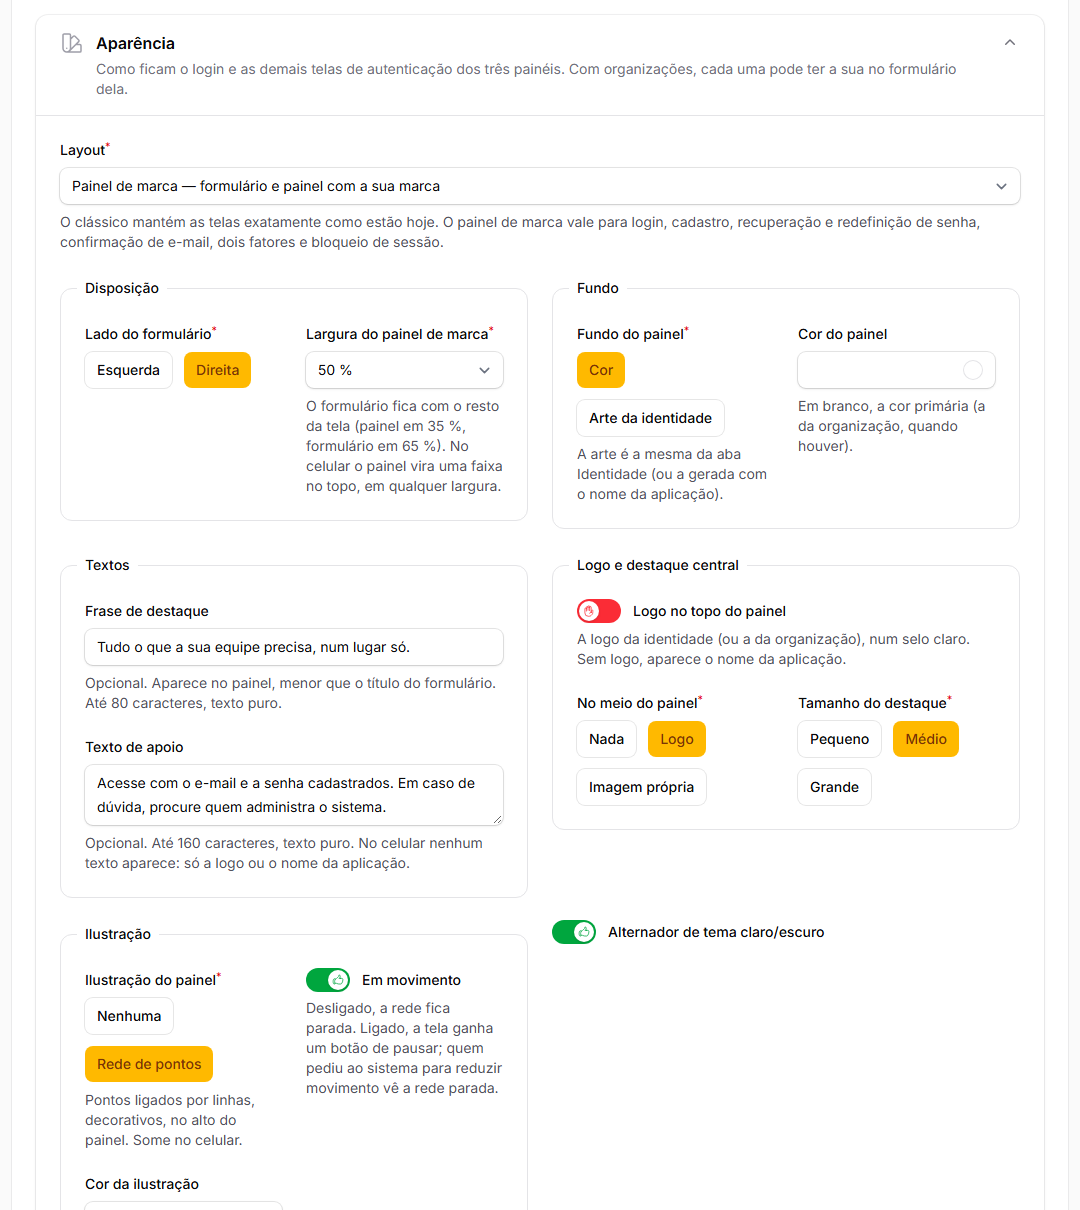 Aparência
Como ficam o login e as demais telas de autenticação dos três painéis. Com organizações, cada uma pode ter a sua no formulário
dela.
Layout*
Painel de marca — formulário e painel com a sua marca
O clássico mantém as telas exatamente como estão hoje. O painel de marca vale para login, cadastro, recuperação e redefinição de senha,
confirmação de e-mail, dois fatores e bloqueio de sessão.
Disposição
Lado do formulário*
Esquerda
Direita
Largura do painel de marca*
50 %
O formulário fica com o resto
da tela (painel em 35 %,
formulário em 65 %). No
celular o painel vira uma faixa
no topo, em qualquer largura.
Fundo
Fundo do painel*
Cor
Arte da identidade
A arte é a mesma da aba
Identidade (ou a gerada com
o nome da aplicação).
Cor do painel
Em branco, a cor primária (a
da organização, quando
houver).
Textos
Frase de destaque
Tudo o que a sua equipe precisa, num lugar só.
Opcional. Aparece no painel, menor que o título do formulário.
Até 80 caracteres, texto puro.
Texto de apoio
Acesse com o e-mail e a senha cadastrados. Em caso de
dúvida, procure quem administra o sistema.
Opcional. Até 160 caracteres, texto puro. No celular nenhum
texto aparece: só a logo ou o nome da aplicação.
Logo e destaque central
Logo no topo do painel
A logo da identidade (ou a da organização), num selo claro.
Sem logo, aparece o nome da aplicação.
No meio do painel*
Nada
Logo
Imagem própria
Tamanho do destaque*
Pequeno
Médio
Grande
Ilustração
Ilustração do painel*
Nenhuma
Rede de pontos
Pontos ligados por linhas,
decorativos, no alto do
painel. Some no celular.
Em movimento
Desligado, a rede fica
parada. Ligado, a tela ganha
um botão de pausar; quem
pediu ao sistema para reduzir
movimento vê a rede parada.
Cor da ilustração
Alternador de tema claro/escuro